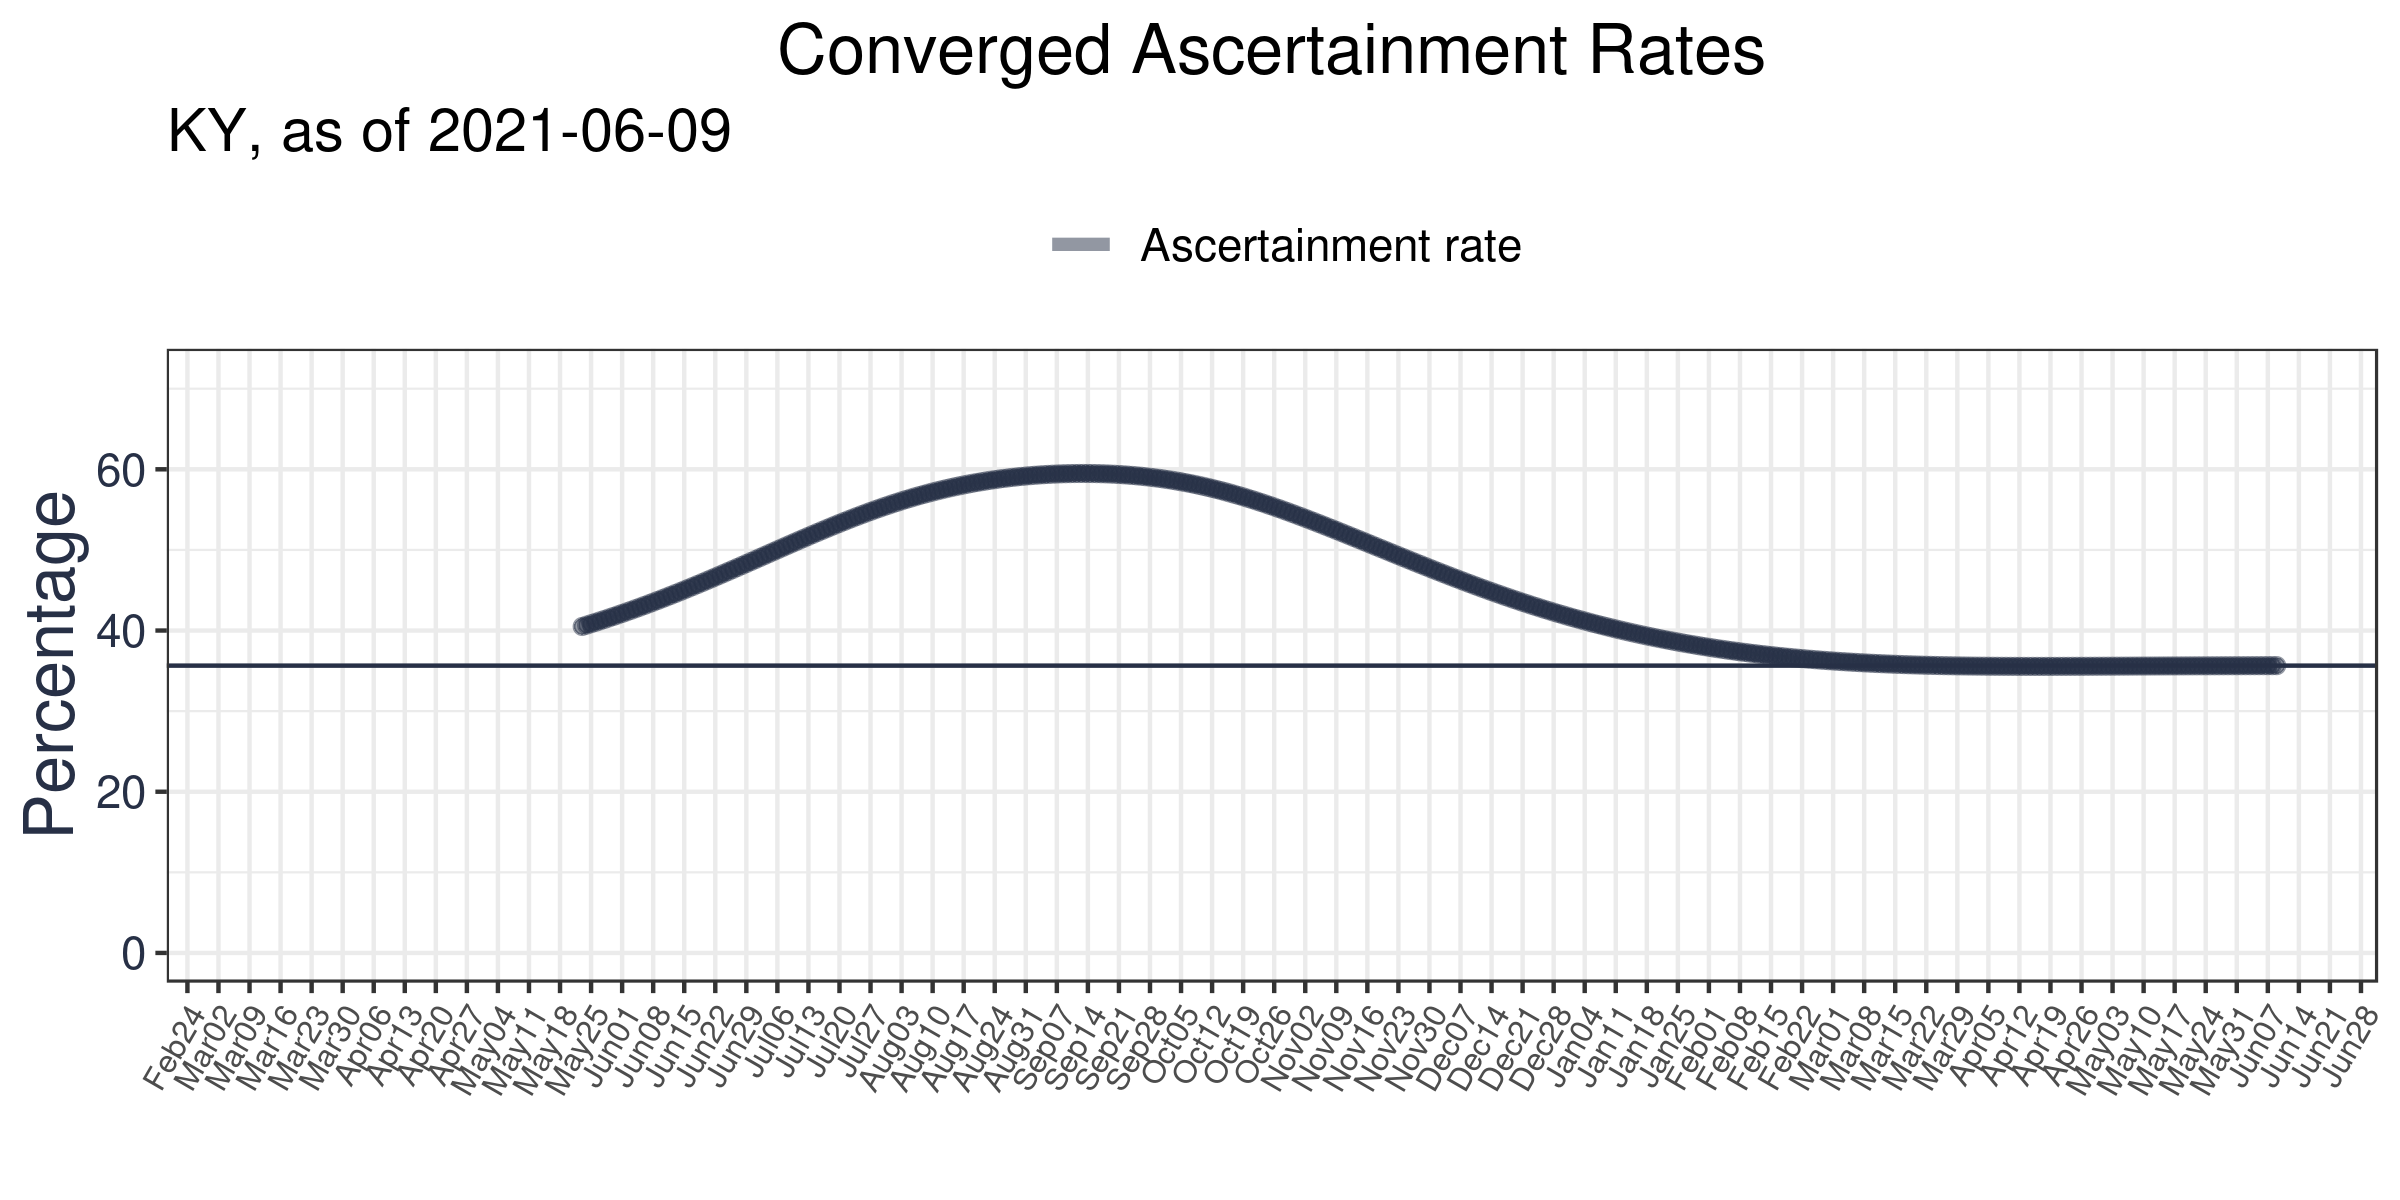 Converged Ascertainment Rates
KY, as of 2021-06-09
Ascertainment rate
Percentage
60
40
20
0
Feb24
Mar02
Mar09
Mar16
Mar23
Mar30
Apr06
Apr13
Apr20
Apr27
May04
May11
May18
May25
Jun01
Jun08
Jun15
Jun22
Jun29
Jul06
Jul13
Jul20
Jul27
Aug03
Aug10
Aug17
Aug24
Aug31
Sep07
Sep14
Sep21
Sep28
Oct05
Oct12
Oct19
Oct26
Nov02
Nov09
Nov16
Nov23
Nov30
Dec07
Dec14
Dec21
Dec28
Jan04
Jan11
Jan18
Jan25
Feb01
Feb08
Feb15
Feb22
Mar01
Mar08
Mar15
Mar22
Mar29
Apr05
Apr12
Apr19
Apr26
May03
May10
May17
May24
May31
Jun07
Jun14
Jun21
Jun28